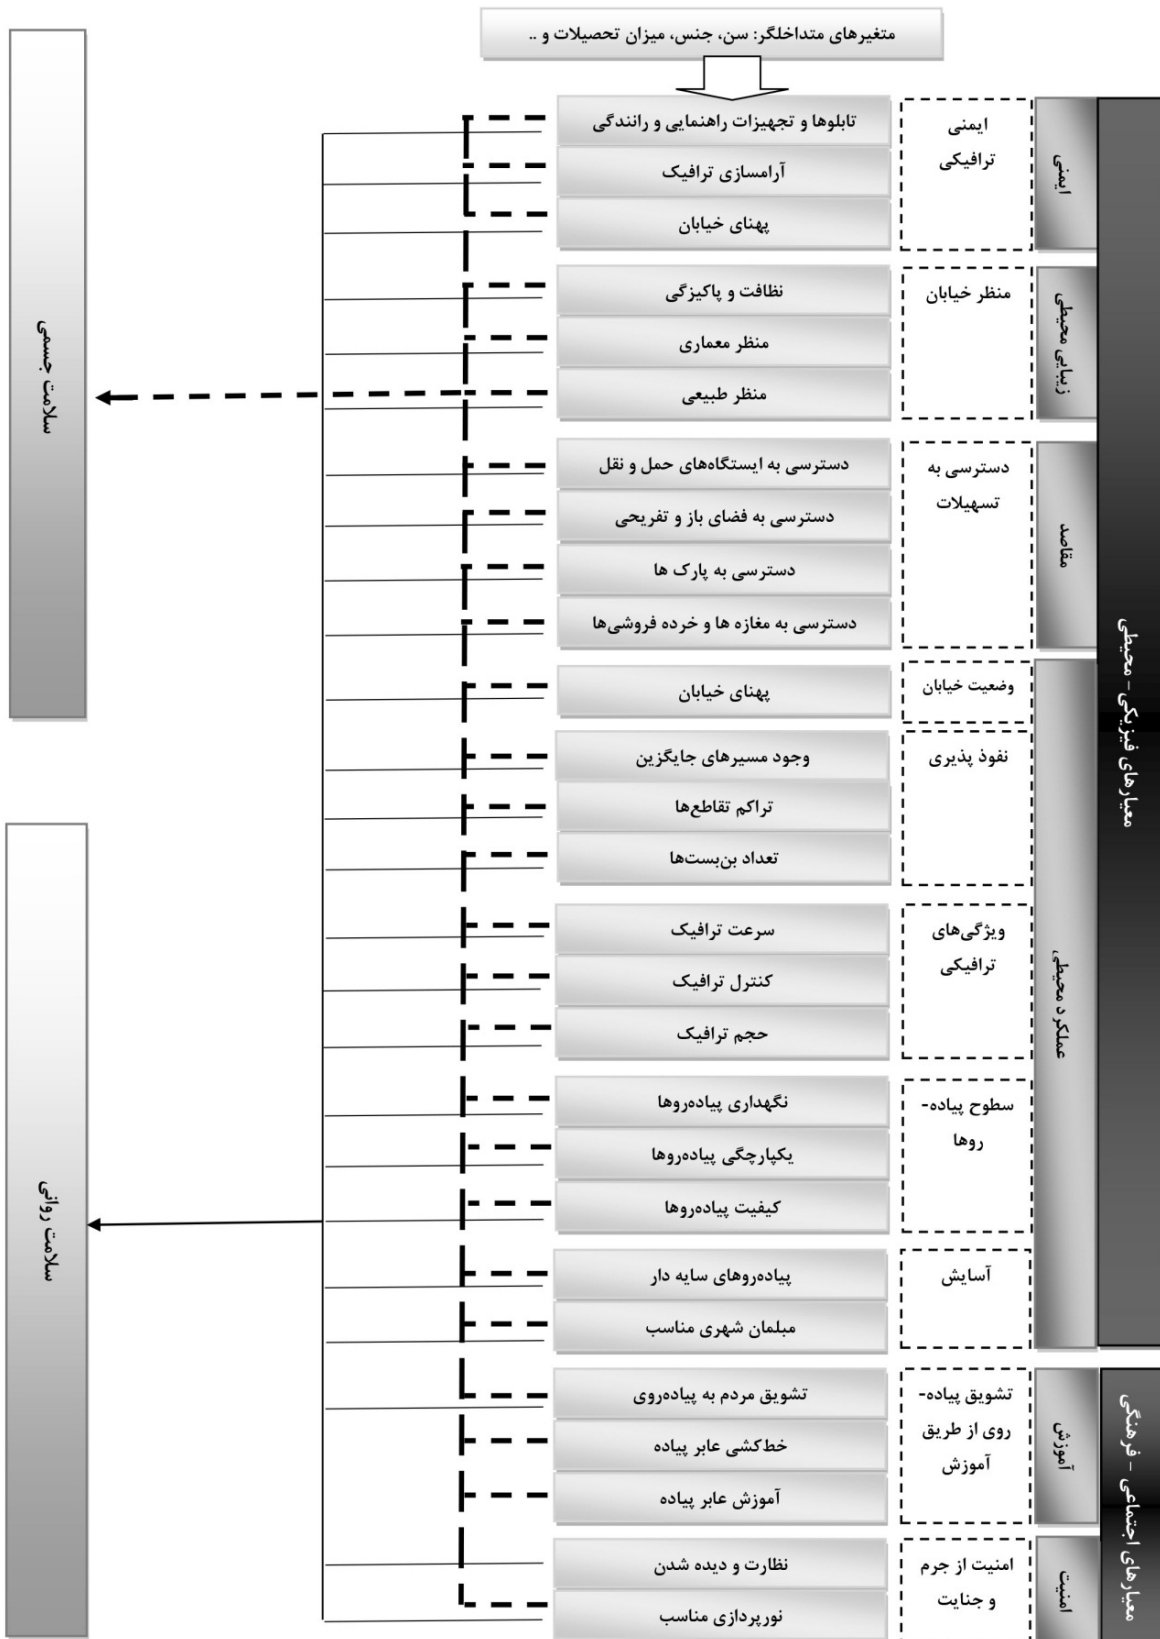 متغیرهای متداخلگر: سن، جنس، میزان تحصیلات و ..
معیارهای فیزیکی - محیطی
ایمنی
ایمنی
ترافیکی
تابلوها و تجهیزات راهنمایی و رانندگی
آرامسازی ترافیک
پهنای خیابان
زیبایی محیطی
منظر خیابان
نظافت و پاکیزگی
منظر معماری
منظر طبیعی
مقاصد
دسترسی به
تسهیلات
دسترسی به ایستگاه‌های حمل و نقل
دسترسی به فضای باز و تفریحی
دسترسی به پارک ها
دسترسی به مغازه ها و خرده فروشی‌ها
عملکرد محیطی
وضعیت خیابان
پهنای خیابان
نفوذ پذیری
وجود مسیرهای جایگزین
تراکم تقاطع‌ها
تعداد بن‌بست‌ها
ویژگی‌های
ترافیکی
سرعت ترافیک
کنترل ترافیک
حجم ترافیک
سطوح پیاده-
روها
نگهداری پیاده‌روها
یکپارچگی پیاده‌روها
کیفیت پیاده‌روها
آسایش
پیاده‌روهای سایه دار
مبلمان شهری مناسب
معیارهای اجتماعی - فرهنگی
آموزش
تشویق پیاده-
روی از طریق
آموزش
تشویق مردم به پیاده‌روی
خط‌کشی عابر پیاده
آموزش عابر پیاده
امنیت
امنیت از جرم
و جنایت
نظارت و دیده شدن
نورپردازی مناسب
سلامت جسمی
سلامت روانی